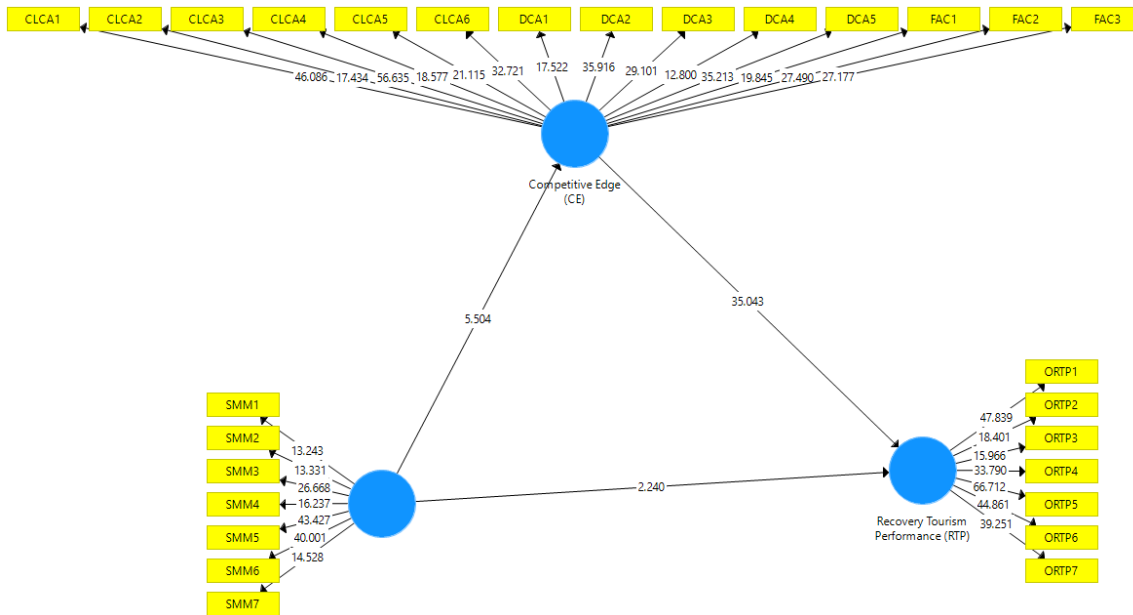 CLCA1 CLCA2 CLCA3 CLCA4 CLCA5 CLCA6 DCA1 DCA2 DCA3 DCA4 DCA5 FAC1 FAC2 FAC3
46.086 17.434 56.635 18.577 21.115 32.721 17.522 35.916 29.101 12.800 35.213 19.845 27.490 27.177
Competitive Edge
(CE)
5.504
35.043
SMM1
SMM2
SMM3
SMM4
SMM5
SMM6
SMM7
13.243
13.331
26.668
16.237
43.427
40.001
14.528
2.240
Recovery Tourism
Performance (RTP)
47.839
18.401
15.966
33.790
66.712
44.861
39.251
ORTP1
ORTP2
ORTP3
ORTP4
ORTP5
ORTP6
ORTP7